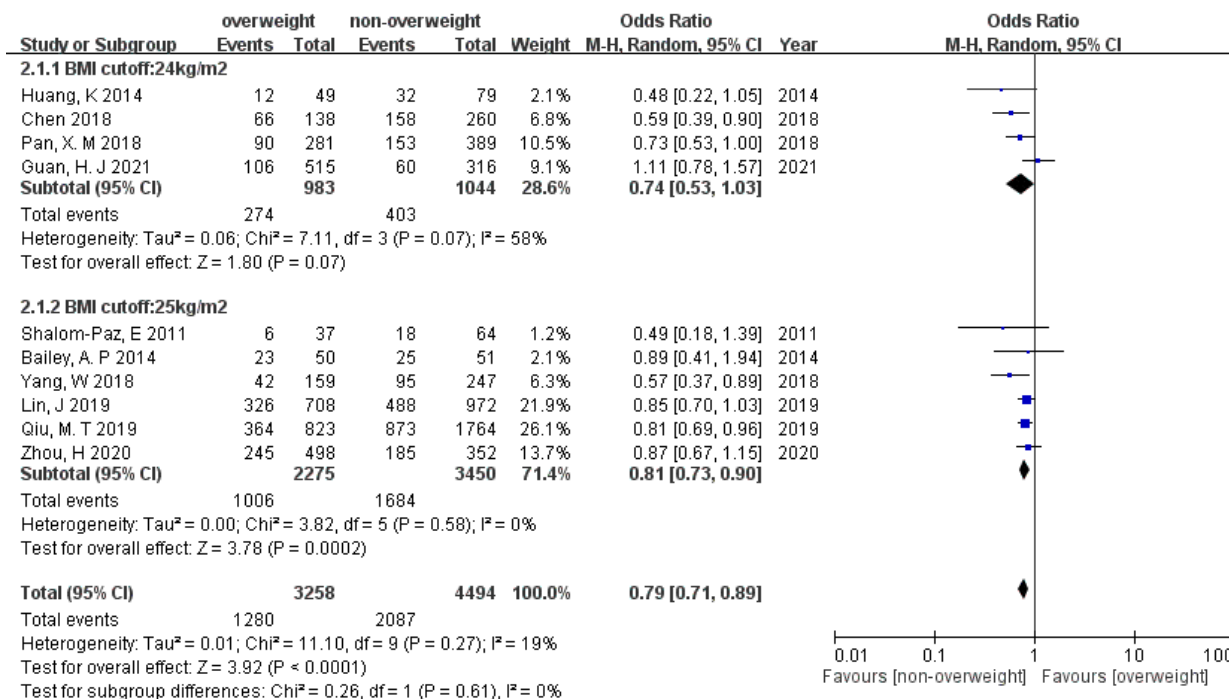 overweight non-overweight Odds Ratio Odds Ratio
Study or Subgroup Events Total Events Total Weight M-H, Random, 95% CI Year M-H, Random, 95% CI
2.1.1 BMI cutoff:24kg/m2
Huang, K 2014 12 49 32 79 2.1% 0.48 [0.22, 1.05] 2014
Chen 2018 66 138 158 260 6.8% 0.59 [0.39, 0.90] 2018
Pan, X. M 2018 90 281 153 389 10.5% 0.73 [0.53, 1.00] 2018
Guan, H. J 2021 106 515 60 316 9.1% 1.11 [0.78, 1.57] 2021
Subtotal (95% CI) 983 1044 28.6% 0.74 [0.53, 1.03]
Total events 274 403
Heterogeneity: Tau² = 0.06; Chi² = 7.11, df = 3 (P = 0.07); I² = 58%
Test for overall effect: Z = 1.80 (P = 0.07)
2.1.2 BMI cutoff:25kg/m2
Shalom-Paz, E 2011 6 37 18 64 1.2% 0.49 [0.18, 1.39] 2011
Bailey, A. P 2014 23 50 25 51 2.1% 0.89 [0.41, 1.94] 2014
Yang, W 2018 42 159 95 247 6.3% 0.57 [0.37, 0.89] 2018
Lin, J 2019 326 708 488 972 21.9% 0.85 [0.70, 1.03] 2019
Qiu, M. T 2019 364 823 873 1764 26.1% 0.81 [0.69, 0.96] 2019
Zhou, H 2020 245 498 185 352 13.7% 0.87 [0.67, 1.15] 2020
Subtotal (95% CI) 2275 3450 71.4% 0.81 [0.73, 0.90]
Total events 1006 1684
Heterogeneity: Tau² = 0.00; Chi² = 3.82, df = 5 (P = 0.58); I² = 0%
Test for overall effect: Z = 3.78 (P = 0.0002)
Total (95% CI) 3258 4494 100.0% 0.79 [0.71, 0.89]
Total events 1280 2087
Heterogeneity: Tau² = 0.01; Chi² = 11.10, df = 9 (P = 0.27); I² = 19%
Test for overall effect: Z = 3.92 (P < 0.0001)
Test for subgroup differences: Chi² = 0.26, df = 1 (P = 0.61), I² = 0%
0.01 0.1 1 10 100
Favours [non-overweight] Favours [overweight]